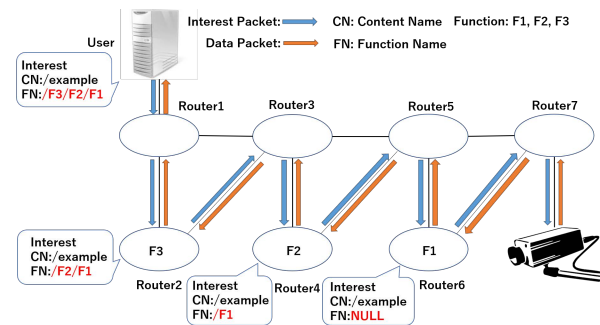 Interest Packet: CN: Content Name Function: F1, F2, F3
Data Packet: FN: Function Name
User
Interest
CN:/example
FN:/F3/F2/F1
Router1
Router3
Router5
Router7
Interest
CN:/example
FN:/F2/F1
F3
Router2
F2
Router4
Interest
CN:/example
FN:/F1
F1
Router6
Interest
CN:/example
FN:NULL